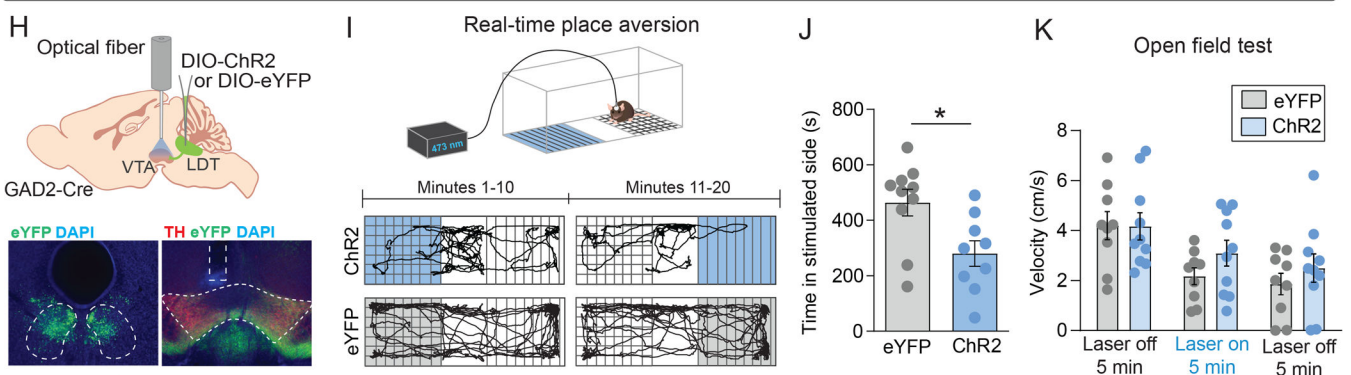 H
Optical fiber
DIO-ChR2
or DIO-eYFP
VTA
LDT
GAD2-Cre
eYFP DAPI
TH eYFP DAPI
I
Real-time place aversion
473 nm
Minutes 1-10
Minutes 11-20
ChR2
eYFP
J
Time in stimulated side (s)
800
600
400
200
0
*
eYFP
ChR2
K
Open field test
eYFP
ChR2
Velocity (cm/s)
8
6
4
2
0
Laser off
5 min
Laser on
5 min
Laser off
5 min